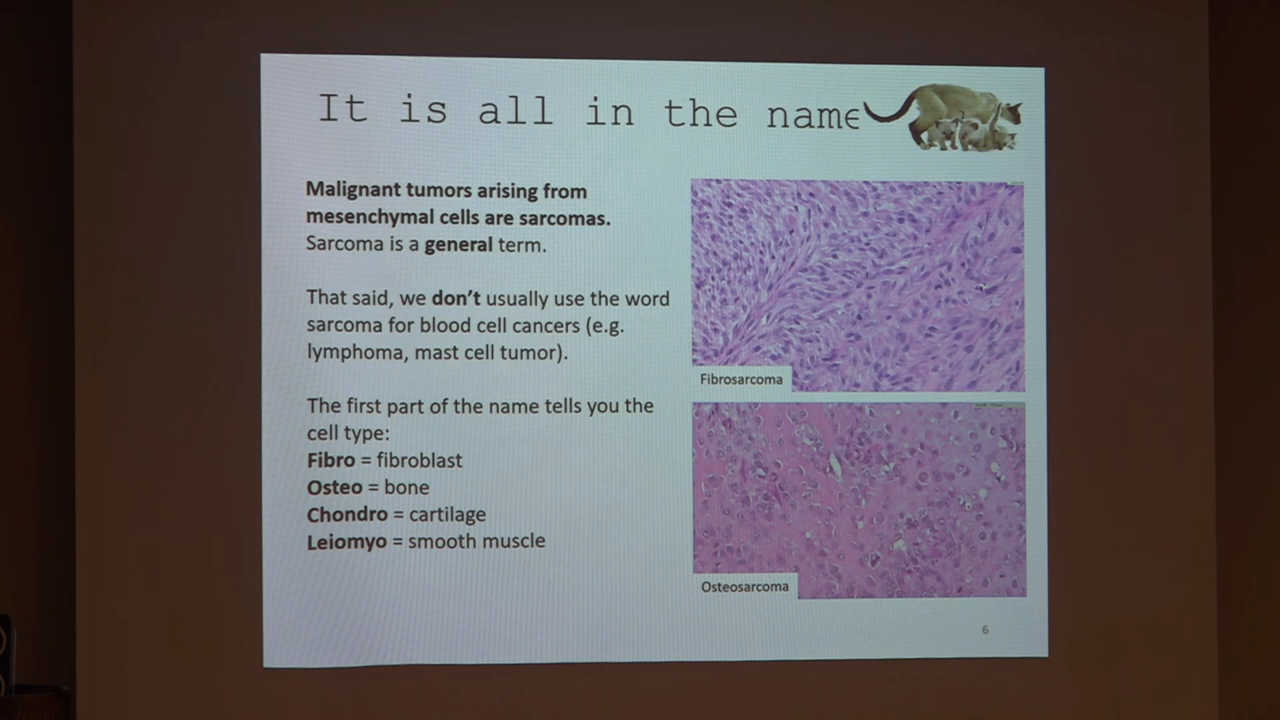 It is all in the name
Malignant tumors arising from
mesenchymal cells are sarcomas.
Sarcoma is a general term.
That said, we don't usually use the word
sarcoma for blood cell cancers (e.g.
lymphoma, mast cell tumor).
The first part of the name tells you the
cell type:
Fibro = fibroblast
Osteo = bone
Chondro = cartilage
Leiomyo = smooth muscle
Fibrosarcoma
Osteosarcoma
6